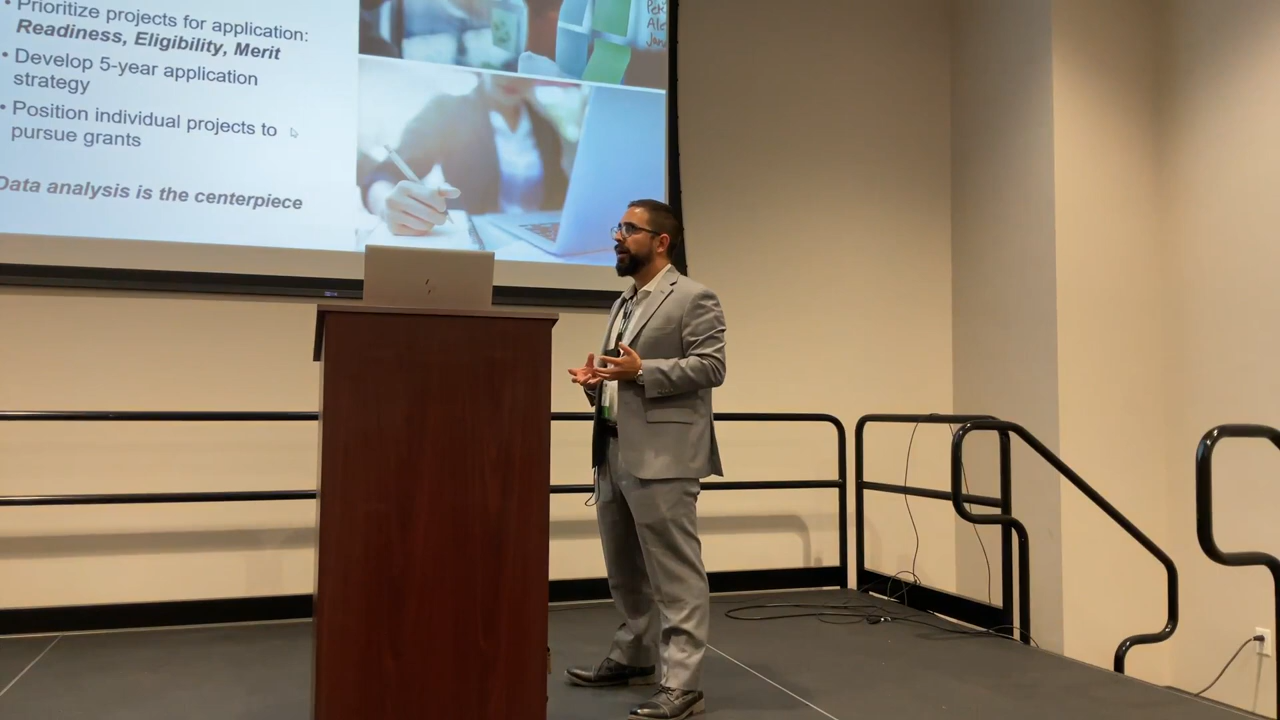 • Prioritize projects for application:
Readiness, Eligibility, Merit
• Develop 5-year application
strategy
• Position individual projects to
pursue grants
Data analysis is the centerpiece